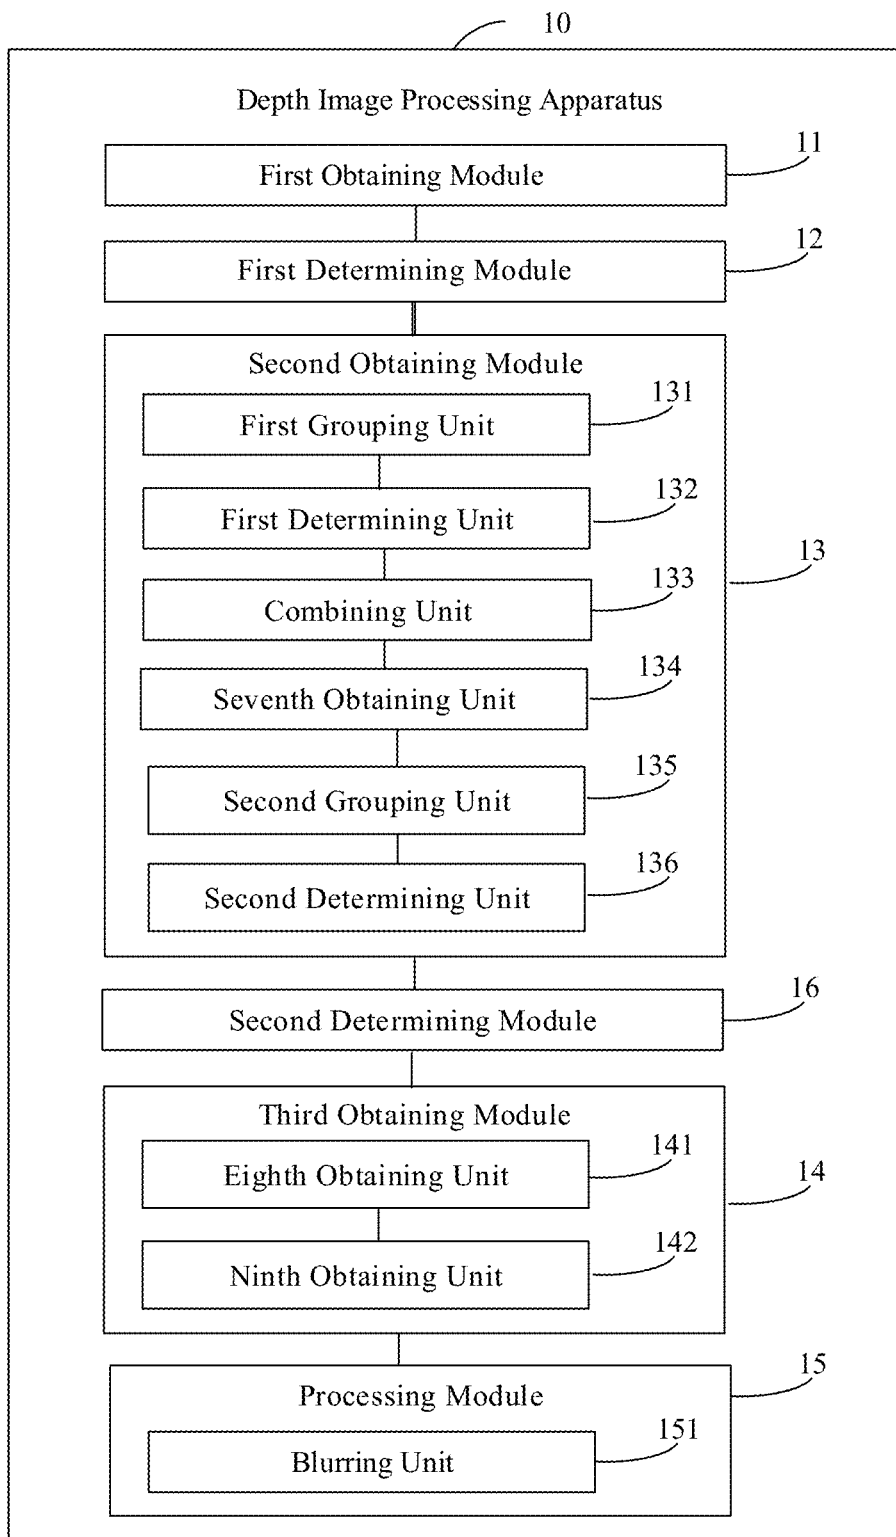 10
Depth Image Processing Apparatus
11
First Obtaining Module
12
First Determining Module
Second Obtaining Module
131
First Grouping Unit
132
First Determining Unit
13
133
Combining Unit
134
Seventh Obtaining Unit
135
Second Grouping Unit
136
Second Determining Unit
16
Second Determining Module
Third Obtaining Module
141
Eighth Obtaining Unit
14
142
Ninth Obtaining Unit
15
Processing Module
151
Blurring Unit